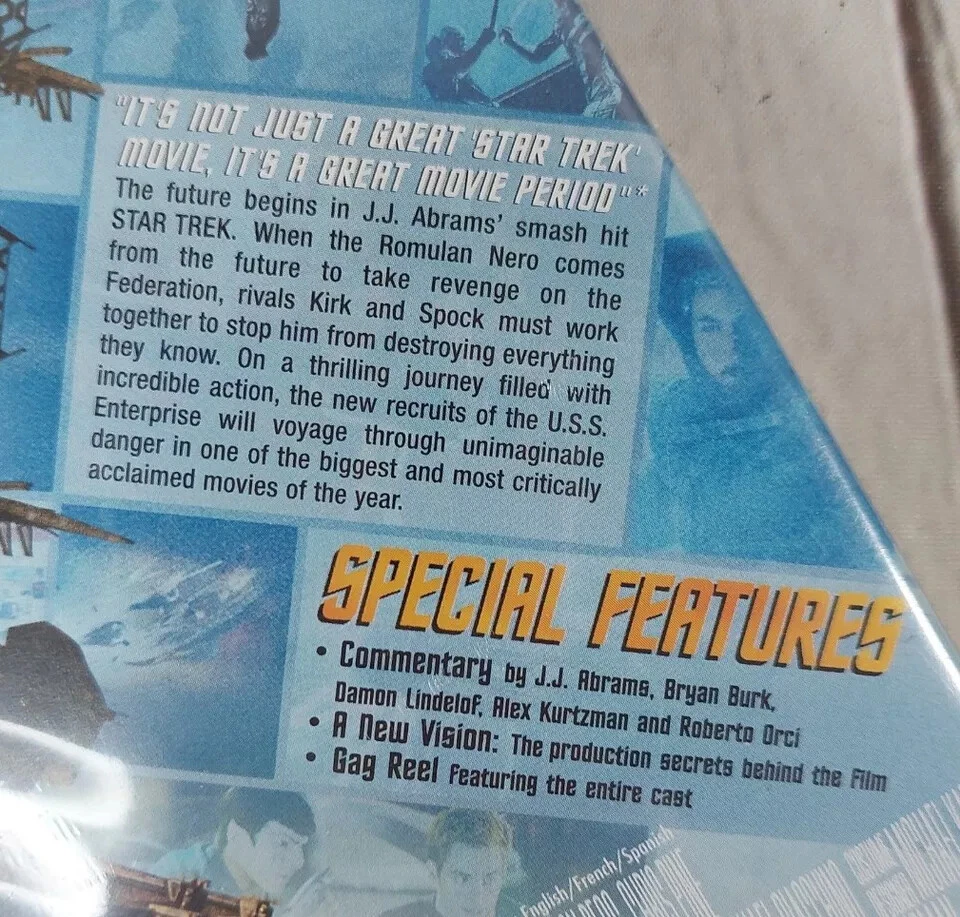 "IT'S NOT JUST A GREAT 'STAR TREK'
MOVIE, IT'S A GREAT MOVIE PERIOD"*
The future begins in J.J. Abrams' smash hit
STAR TREK. When the Romulan Nero comes
from the future to take revenge on the
Federation, rivals Kirk and Spock must work
together to stop him from destroying everything
they know. On a thrilling journey filled with
incredible action, the new recruits of the U.S.S.
Enterprise will voyage through unimaginable
danger in one of the biggest and most critically
acclaimed movies of the year.
SPECIAL FEATURES
• Commentary by J.J. Abrams, Bryan Burk,
Damon Lindelof, Alex Kurtzman and Roberto Orci
• A New Vision: The production secrets behind the Film
• Gag Reel Featuring the entire cast
English/French/Spanish